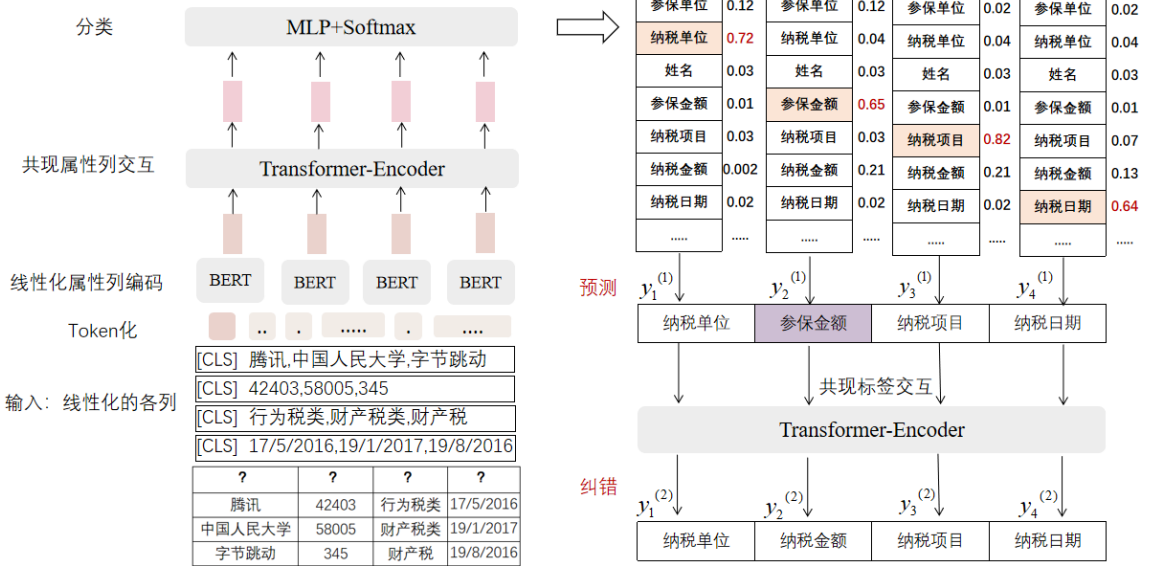 分类
MLP+Softmax
共现属性列交互
Transformer-Encoder
线性化属性列编码
BERT BERT BERT BERT
Token化
.. . ..... . ....
输入：线性化的各列
[CLS] 腾讯,中国人民大学,字节跳动
[CLS] 42403,58005,345
[CLS] 行为税类,财产税类,财产税
[CLS] 17/5/2016,19/1/2017,19/8/2016
? ? ? ?
腾讯 42403 行为税类 17/5/2016
中国人民大学 58005 财产税类 19/1/2017
字节跳动 345 财产税 19/8/2016
参保单位 0.12 参保单位 0.12 参保单位 0.02 参保单位 0.02
纳税单位 0.72 纳税单位 0.04 纳税单位 0.04 纳税单位 0.04
姓名 0.03 姓名 0.03 姓名 0.03 姓名 0.03
参保金额 0.01 参保金额 0.65 参保金额 0.01 参保金额 0.01
纳税项目 0.03 纳税项目 0.03 纳税项目 0.82 纳税项目 0.07
纳税金额 0.002 纳税金额 0.21 纳税金额 0.21 纳税金额 0.13
纳税日期 0.02 纳税日期 0.02 纳税日期 0.02 纳税日期 0.64
..... ..... ..... ..... ..... ..... ..... .....
预测 y₁⁽¹⁾ y₂⁽¹⁾ y₃⁽¹⁾ y₄⁽¹⁾
纳税单位 参保金额 纳税项目 纳税日期
共现标签交互
Transformer-Encoder
纠错 y₁⁽²⁾ y₂⁽²⁾ y₃⁽²⁾ y₄⁽²⁾
纳税单位 纳税金额 纳税项目 纳税日期